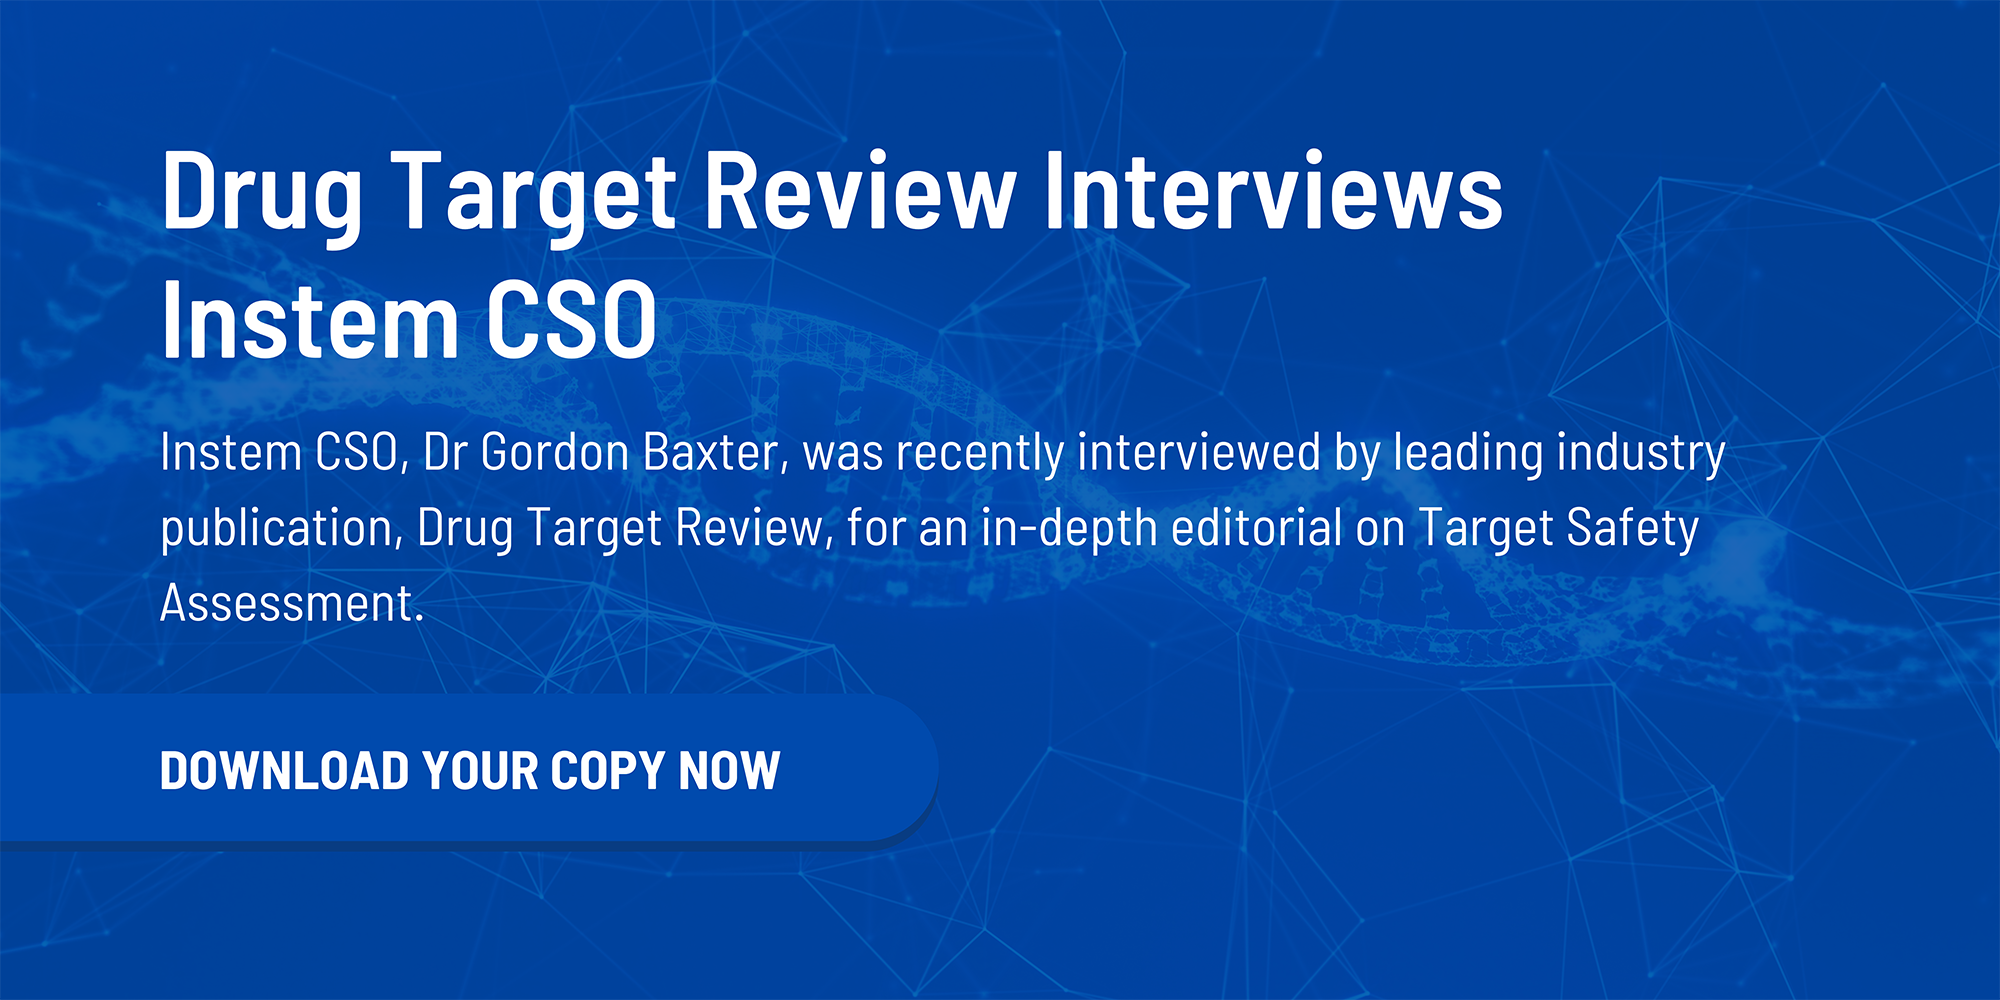 Drug Target Review Interviews
Instem CSO
Instem CSO, Dr Gordon Baxter, was recently interviewed by leading industry
publication, Drug Target Review, for an in-depth editorial on Target Safety
Assessment.
DOWNLOAD YOUR COPY NOW